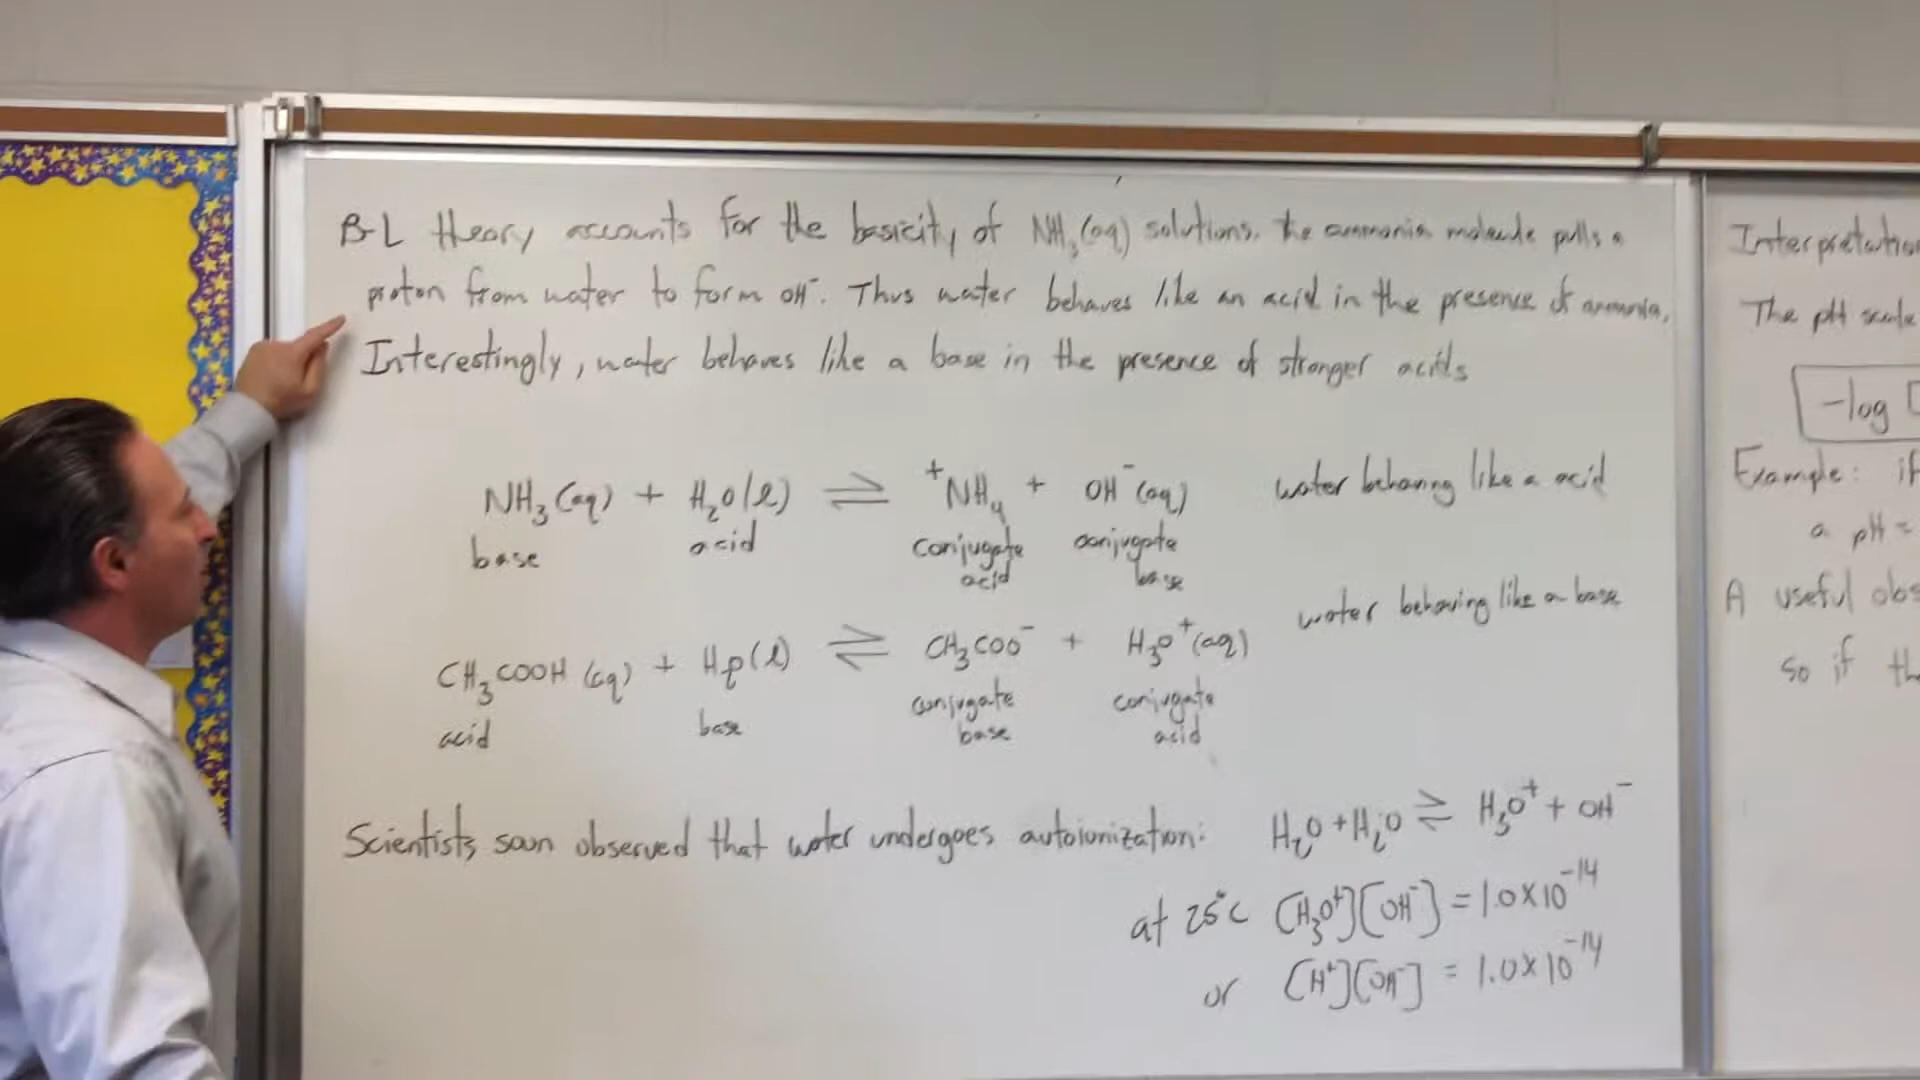 B-L theory accounts for the basicity of NH₃(aq) solutions. the ammonia molecule pulls a
proton from water to form OH⁻. Thus water behaves like an acid in the presence of ammonia.
Interestingly, water behaves like a base in the presence of stronger acids
NH₃(aq) + H₂O(l) ⇌ ⁺NH₄ + OH⁻(aq) water behaving like a acid
base acid conjugate acid conjugate base
CH₃COOH (aq) + H₂O(l) ⇌ CH₃COO⁻ + H₃O⁺(aq) water behaving like a base
acid base conjugate base conjugate acid
Scientists soon observed that water undergoes autoionization: H₂O + H₂O ⇌ H₃O⁺ + OH⁻
at 25°C [H₃O⁺][OH⁻] = 1.0×10⁻¹⁴
or [H⁺][OH⁻] = 1.0×10⁻¹⁴
Interpretatio
The pH scale
-log [
Example: if
a pH =
A useful obs
so if th